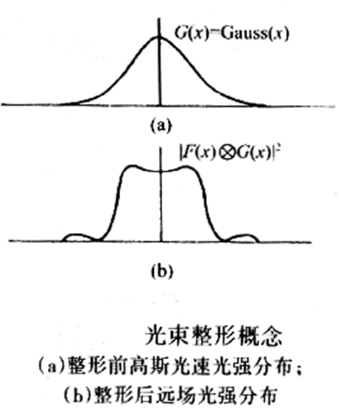 G(x)=Gauss(x)
(a)
|F(x)⊗G(x)|²
(b)
光束整形概念
(a)整形前高斯光速光强分布;
(b)整形后远场光强分布